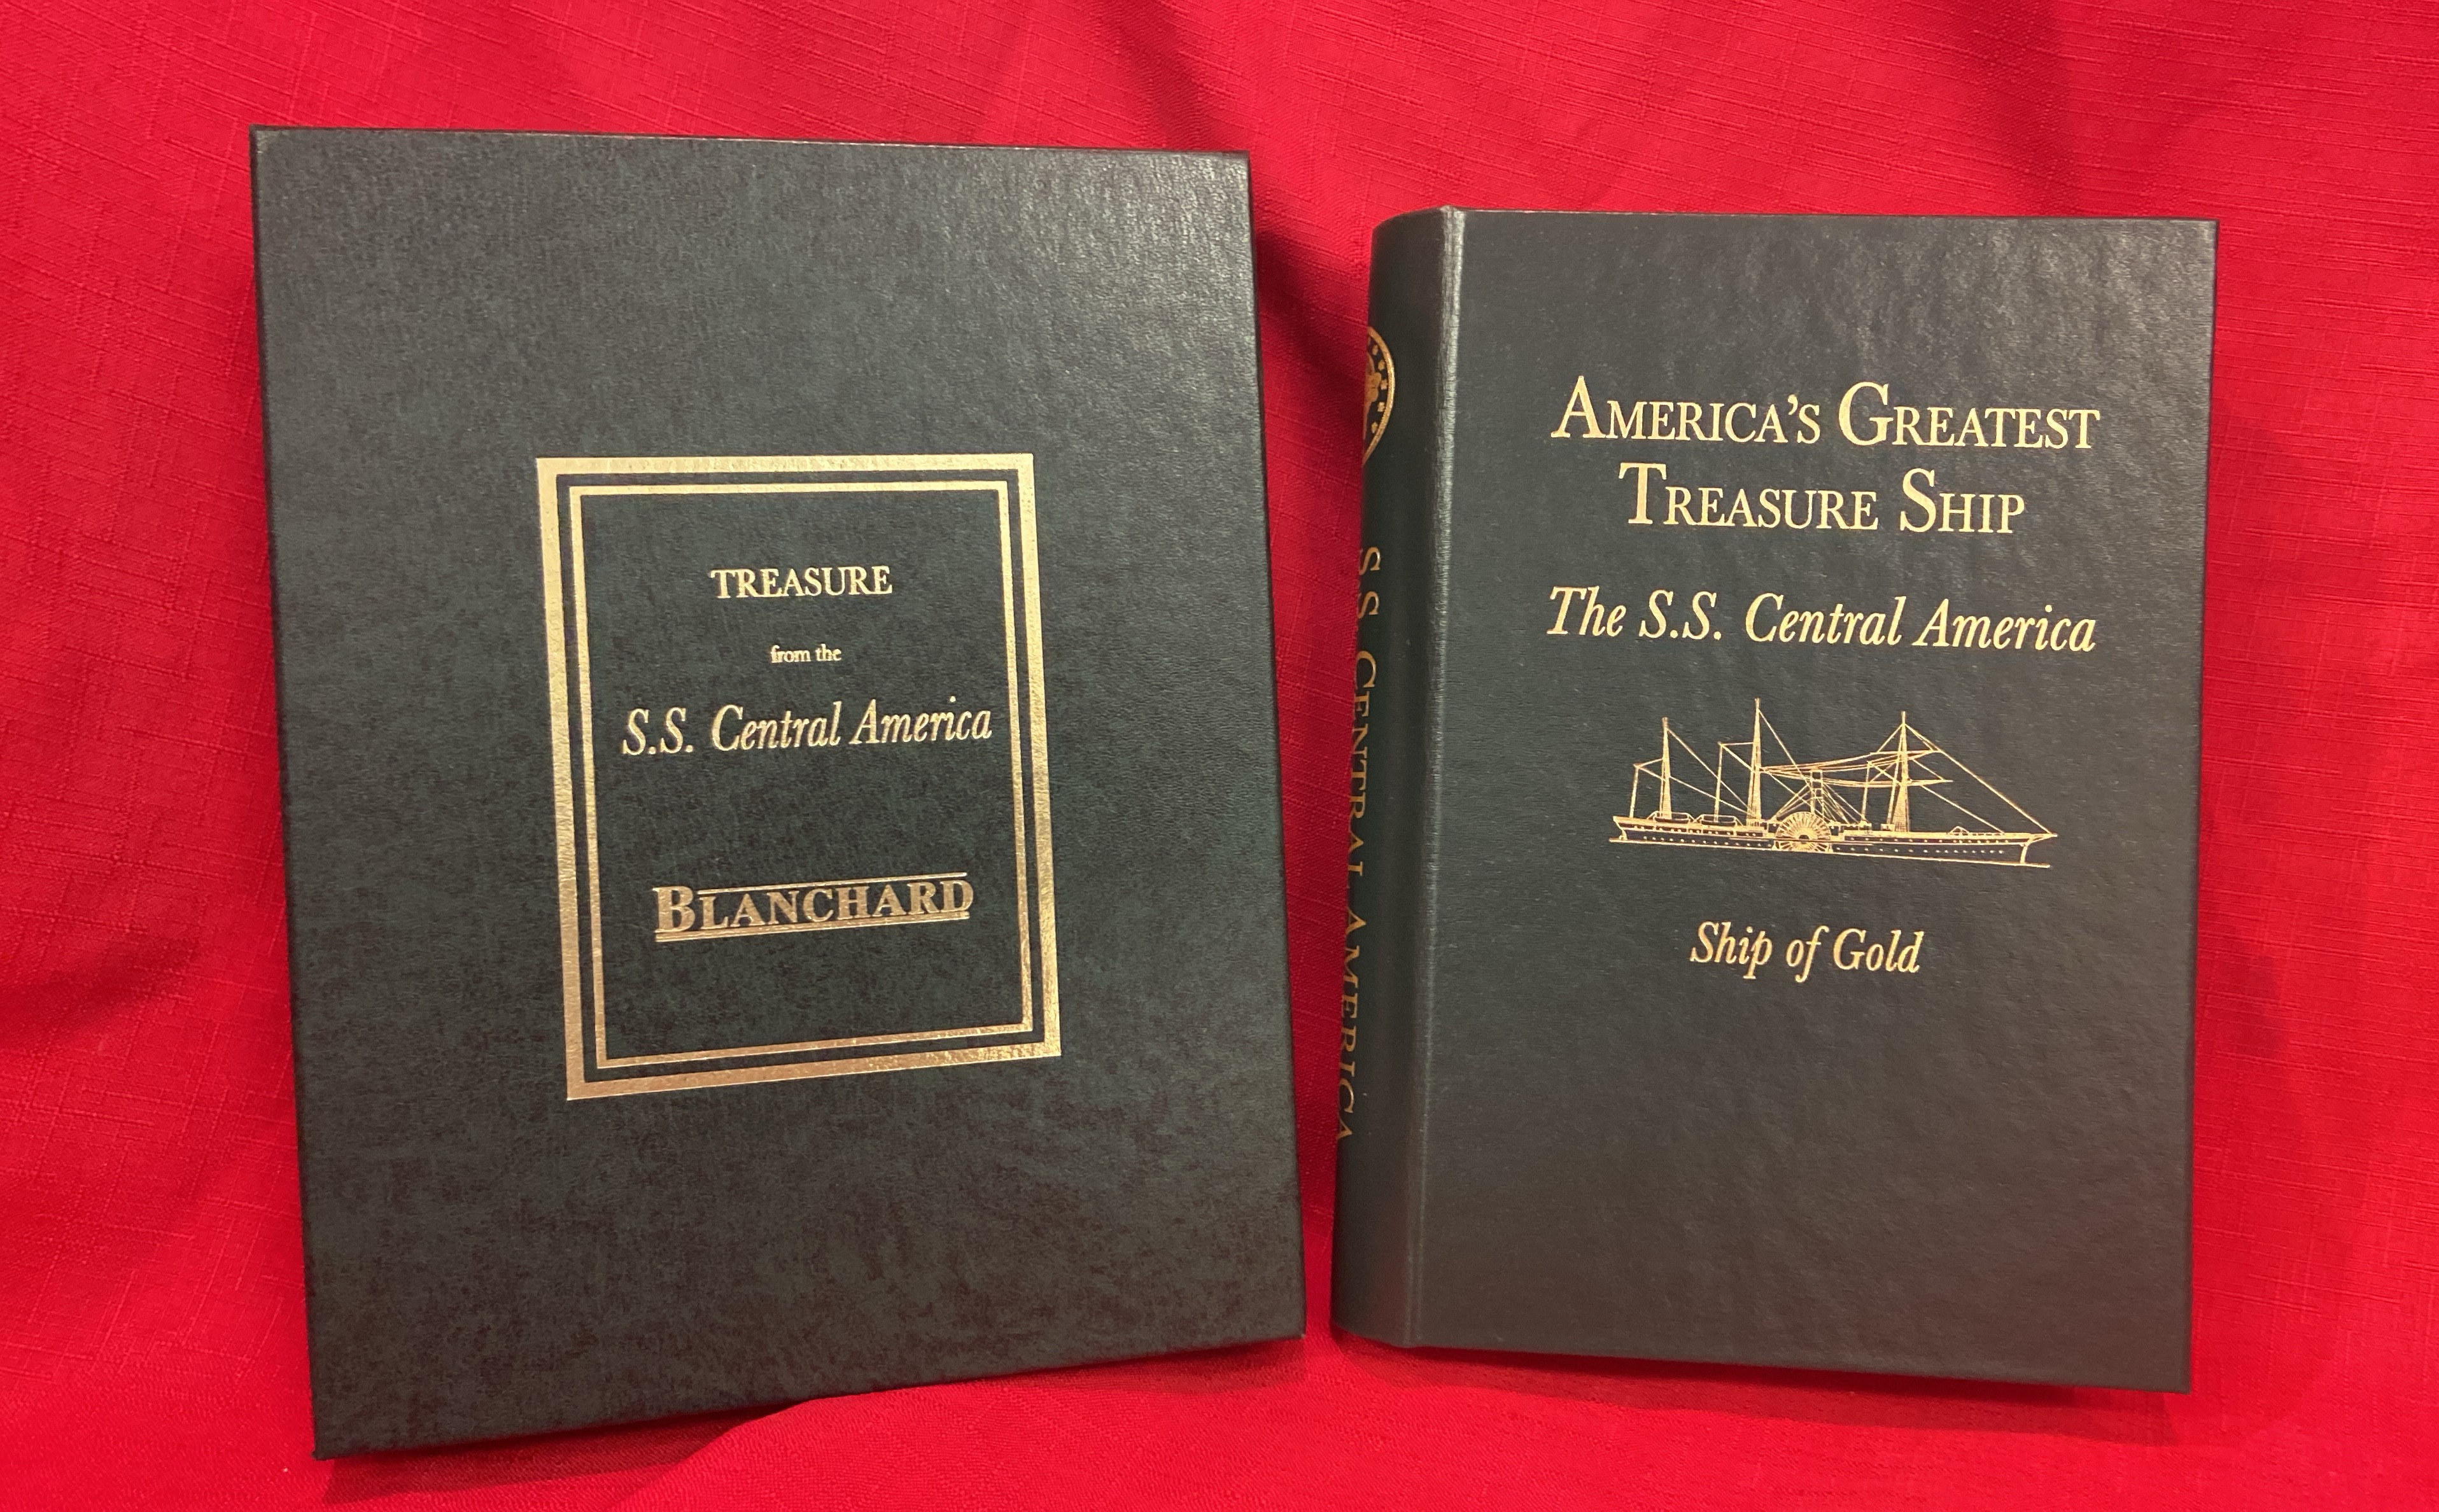 TREASURE
from the
S.S. Central America
BLANCHARD
S.S. CENTRAL AMERICA
AMERICA'S GREATEST
TREASURE SHIP
The S.S. Central America
Ship of Gold